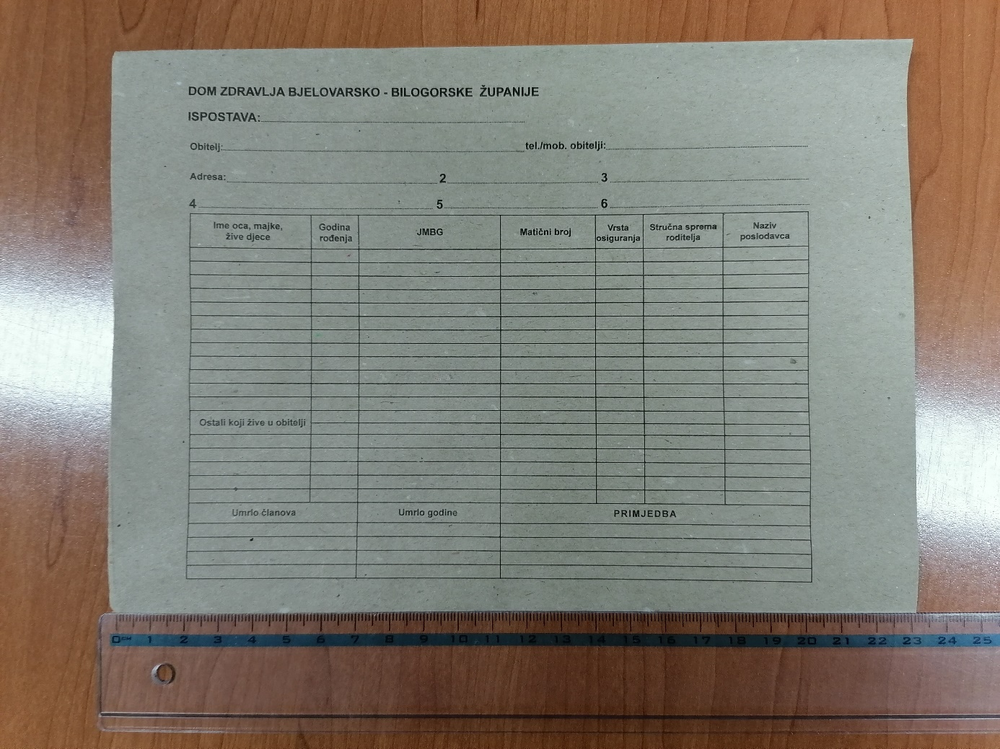 DOM ZDRAVLJA BJELOVARSKO - BILOGORSKE ŽUPANIJE
ISPOSTAVA:
Obitelj: tel./mob. obitelji:
Adresa: 2 3
4 5 6
Ime oca, majke, žive djece Godina rođenja JMBG Matični broj Vrsta osiguranja Stručna sprema roditelja Naziv poslodavca
Ostali koji žive u obitelji
Umrlo članova Umrlo godine PRIMJEDBA
0 CM 1 2 3 4 5 6 7 8 9 10 11 12 13 14 15 16 17 18 19 20 21 22 23 24 25